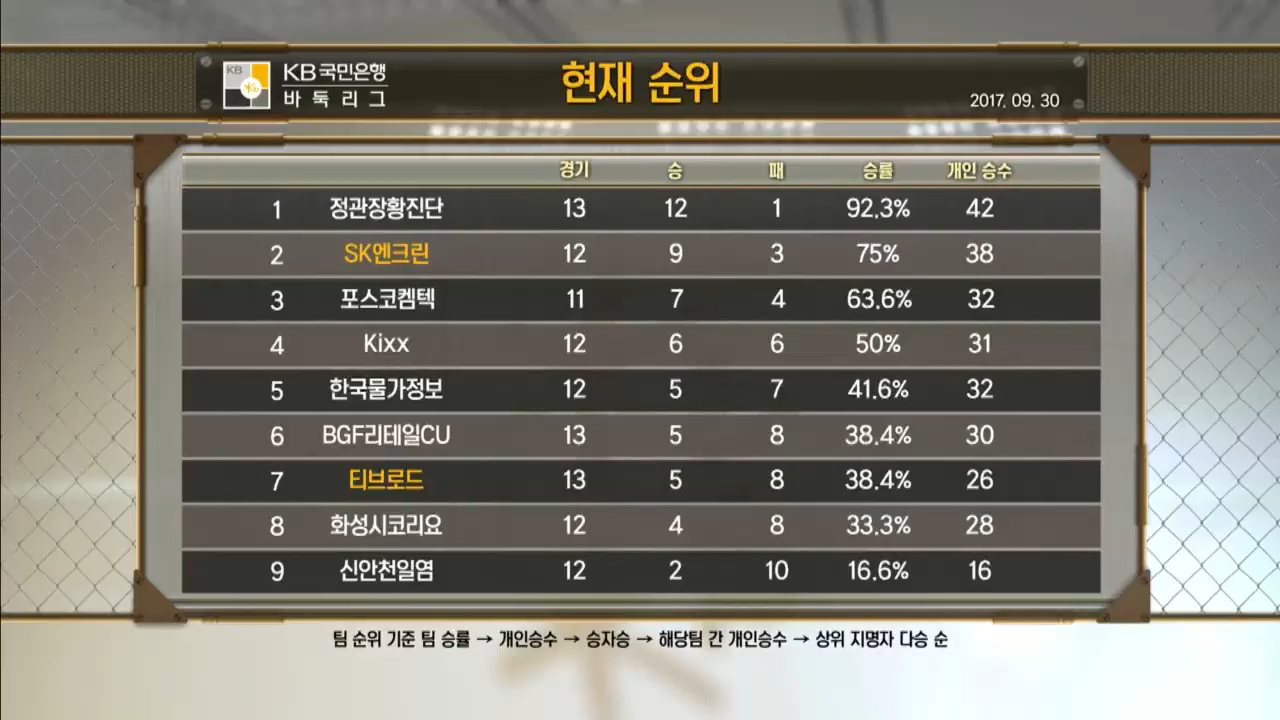 KB
KB국민은행
바둑리그
현재 순위
2017. 09. 30
경기 승 패 승률 개인 승수
1 정관장황진단 13 12 1 92.3% 42
2 SK엔크린 12 9 3 75% 38
3 포스코켐텍 11 7 4 63.6% 32
4 Kixx 12 6 6 50% 31
5 한국물가정보 12 5 7 41.6% 32
6 BGF리테일CU 13 5 8 38.4% 30
7 티브로드 13 5 8 38.4% 26
8 화성시코리요 12 4 8 33.3% 28
9 신안천일염 12 2 10 16.6% 16
팀 순위 기준 팀 승률 → 개인승수 → 승자승 → 해당팀 간 개인승수 → 상위 지명자 다승 순